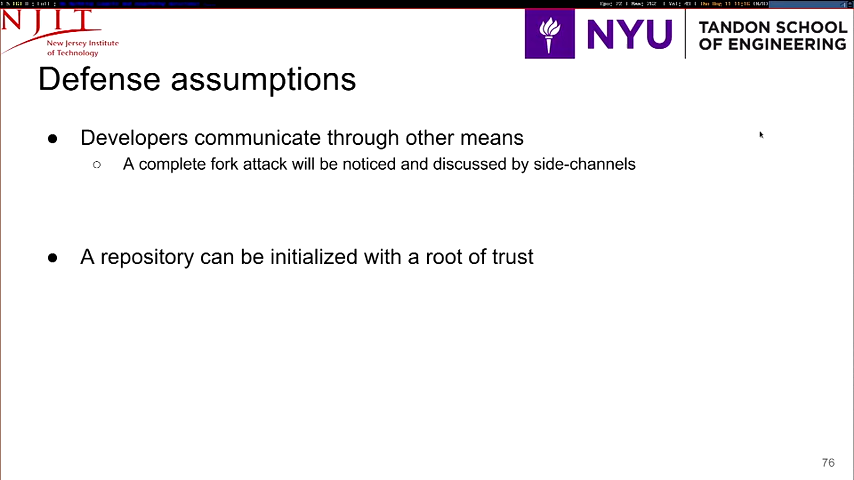 NJIT
New Jersey Institute
of Technology
NYU
TANDON SCHOOL
OF ENGINEERING
Defense assumptions
● Developers communicate through other means
○ A complete fork attack will be noticed and discussed by side-channels
● A repository can be initialized with a root of trust
76